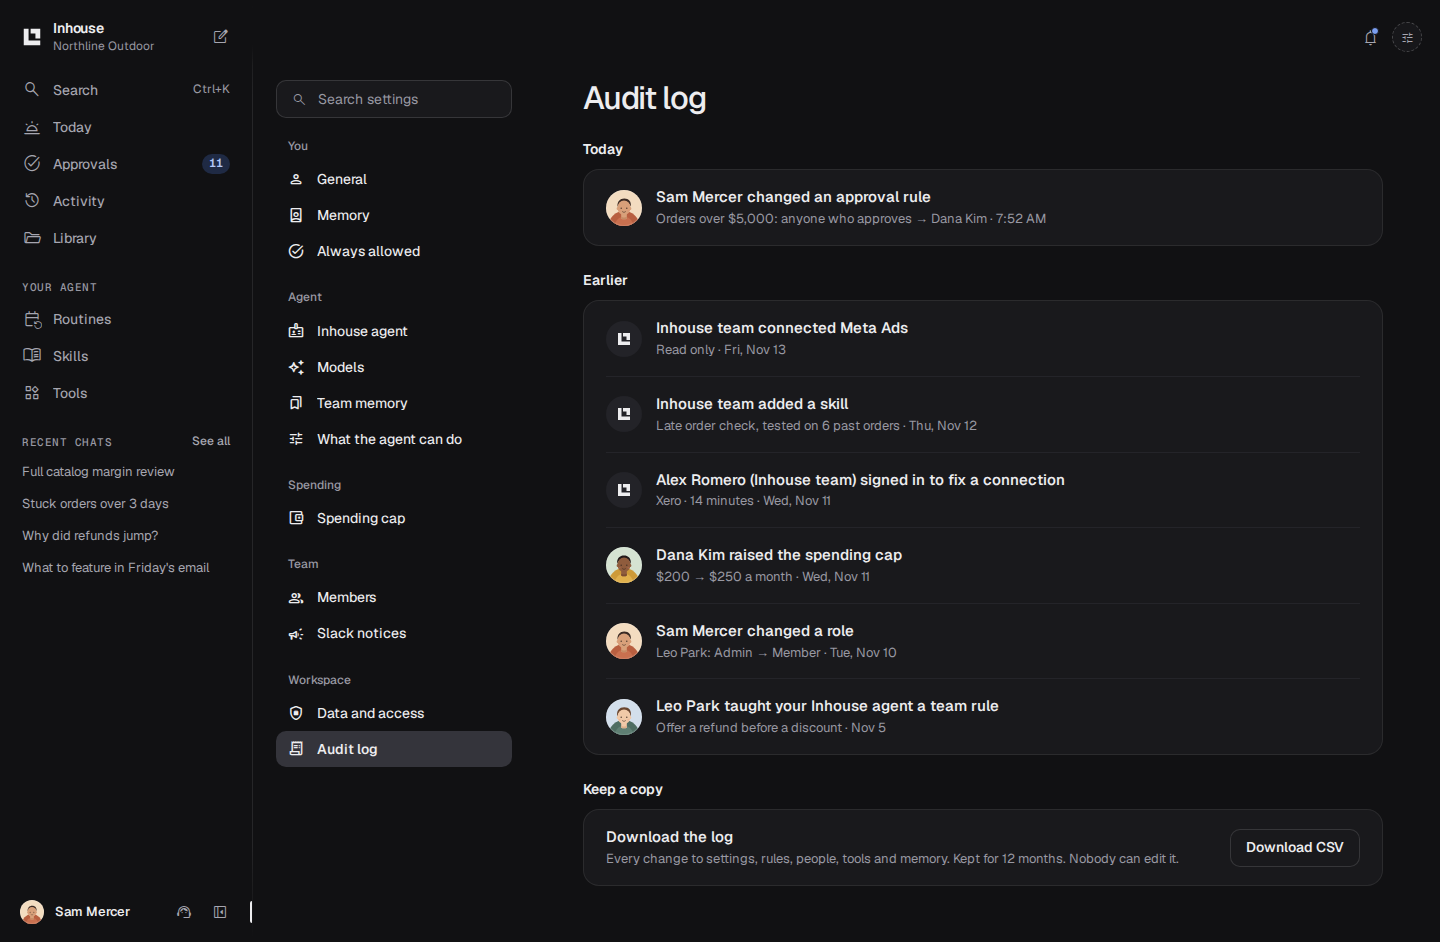 Inhouse
Northline Outdoor
Search Ctrl+K
Today
Approvals 11
Activity
Library
YOUR AGENT
Routines
Skills
Tools
RECENT CHATS See all
Full catalog margin review
Stuck orders over 3 days
Why did refunds jump?
What to feature in Friday's email
Sam Mercer
Search settings
You
General
Memory
Always allowed
Agent
Inhouse agent
Models
Team memory
What the agent can do
Spending
Spending cap
Team
Members
Slack notices
Workspace
Data and access
Audit log
Audit log
Today
Sam Mercer changed an approval rule
Orders over $5,000: anyone who approves → Dana Kim · 7:52 AM
Earlier
Inhouse team connected Meta Ads
Read only · Fri, Nov 13
Inhouse team added a skill
Late order check, tested on 6 past orders · Thu, Nov 12
Alex Romero (Inhouse team) signed in to fix a connection
Xero · 14 minutes · Wed, Nov 11
Dana Kim raised the spending cap
$200 → $250 a month · Wed, Nov 11
Sam Mercer changed a role
Leo Park: Admin → Member · Tue, Nov 10
Leo Park taught your Inhouse agent a team rule
Offer a refund before a discount · Nov 5
Keep a copy
Download the log
Every change to settings, rules, people, tools and memory. Kept for 12 months. Nobody can edit it.
Download CSV